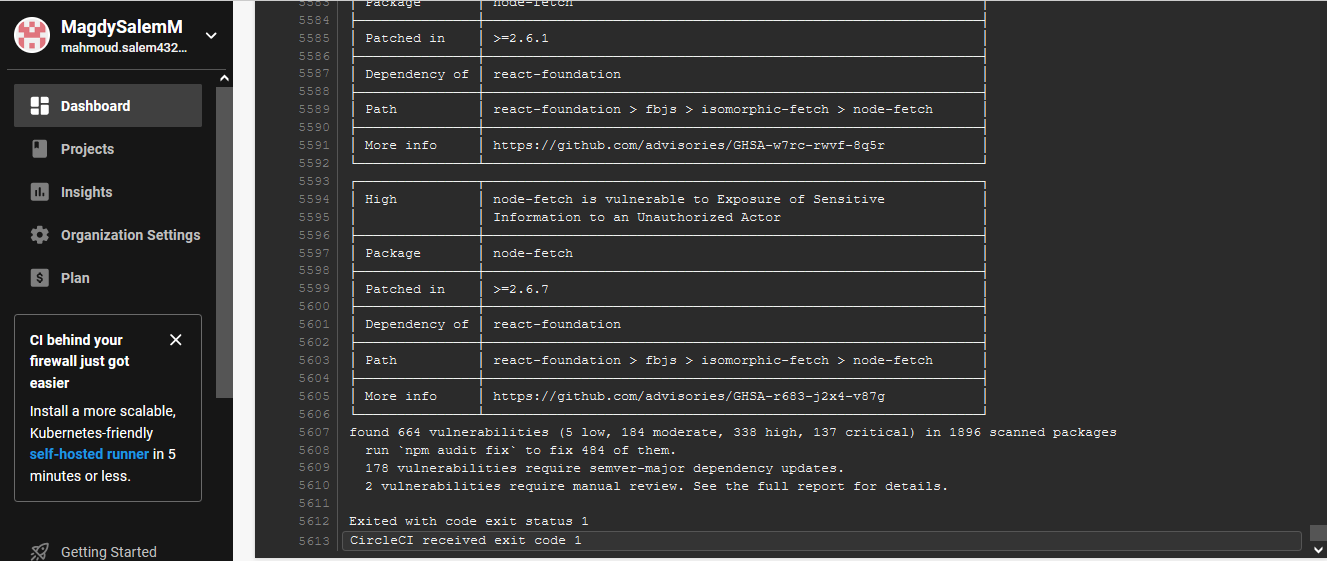 MagdySalemM
mahmoud.salem432...
Dashboard
Projects
Insights
Organization Settings
Plan
CI behind your
firewall just got
easier
Install a more scalable,
Kubernetes-friendly
self-hosted runner in 5
minutes or less.
Getting Started
5583 Package node-fetch
5584
5585 Patched in >=2.6.1
5586
5587 Dependency of react-foundation
5588
5589 Path react-foundation > fbjs > isomorphic-fetch > node-fetch
5590
5591 More info https://github.com/advisories/GHSA-w7rc-rwvf-8q5r
5592
5593
5594 High node-fetch is vulnerable to Exposure of Sensitive
5595 Information to an Unauthorized Actor
5596
5597 Package node-fetch
5598
5599 Patched in >=2.6.7
5600
5601 Dependency of react-foundation
5602
5603 Path react-foundation > fbjs > isomorphic-fetch > node-fetch
5604
5605 More info https://github.com/advisories/GHSA-r683-j2x4-v87g
5606
5607 found 664 vulnerabilities (5 low, 184 moderate, 338 high, 137 critical) in 1896 scanned packages
5608 run `npm audit fix` to fix 484 of them.
5609 178 vulnerabilities require semver-major dependency updates.
5610 2 vulnerabilities require manual review. See the full report for details.
5611
5612 Exited with code exit status 1
5613 CircleCI received exit code 1